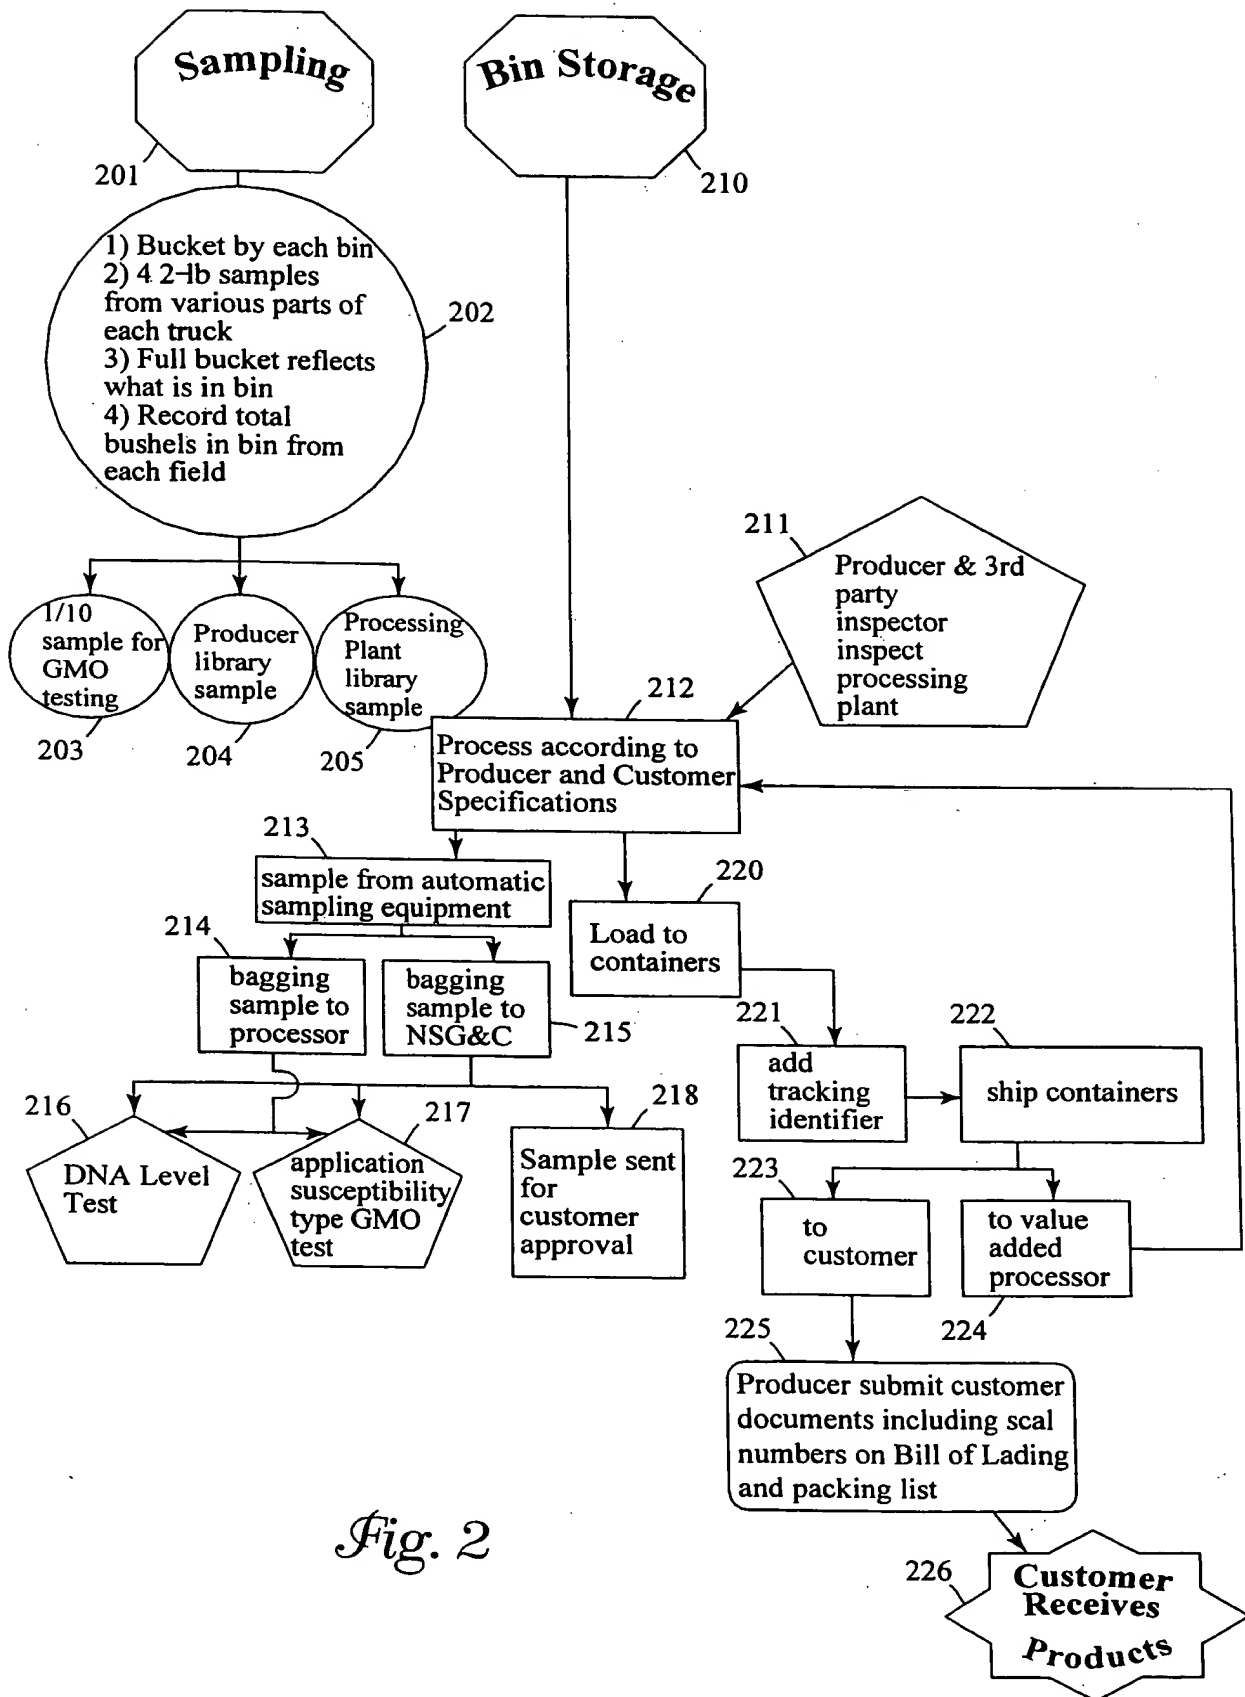 Sampling
201
Bin Storage
210
1) Bucket by each bin
2) 4 2-lb samples
from various parts of
each truck
3) Full bucket reflects
what is in bin
4) Record total
bushels in bin from
each field
202
1/10
sample for
GMO
testing
203
Producer
library
sample
204
Processing
Plant
library
sample
205
211
Producer & 3rd
party
inspector
inspect
processing
plant
212
Process according to
Producer and Customer
Specifications
213
sample from automatic
sampling equipment
220
Load to
containers
214
bagging
sample to
processor
bagging
sample to
NSG&C
215
221
add
tracking
identifier
222
ship containers
216
DNA Level
Test
217
application
susceptibility
type GMO
test
218
Sample sent
for
customer
approval
223
to
customer
to value
added
processor
224
225
Producer submit customer
documents including scal
numbers on Bill of Lading
and packing list
Fig. 2
226
Customer
Receives
Products